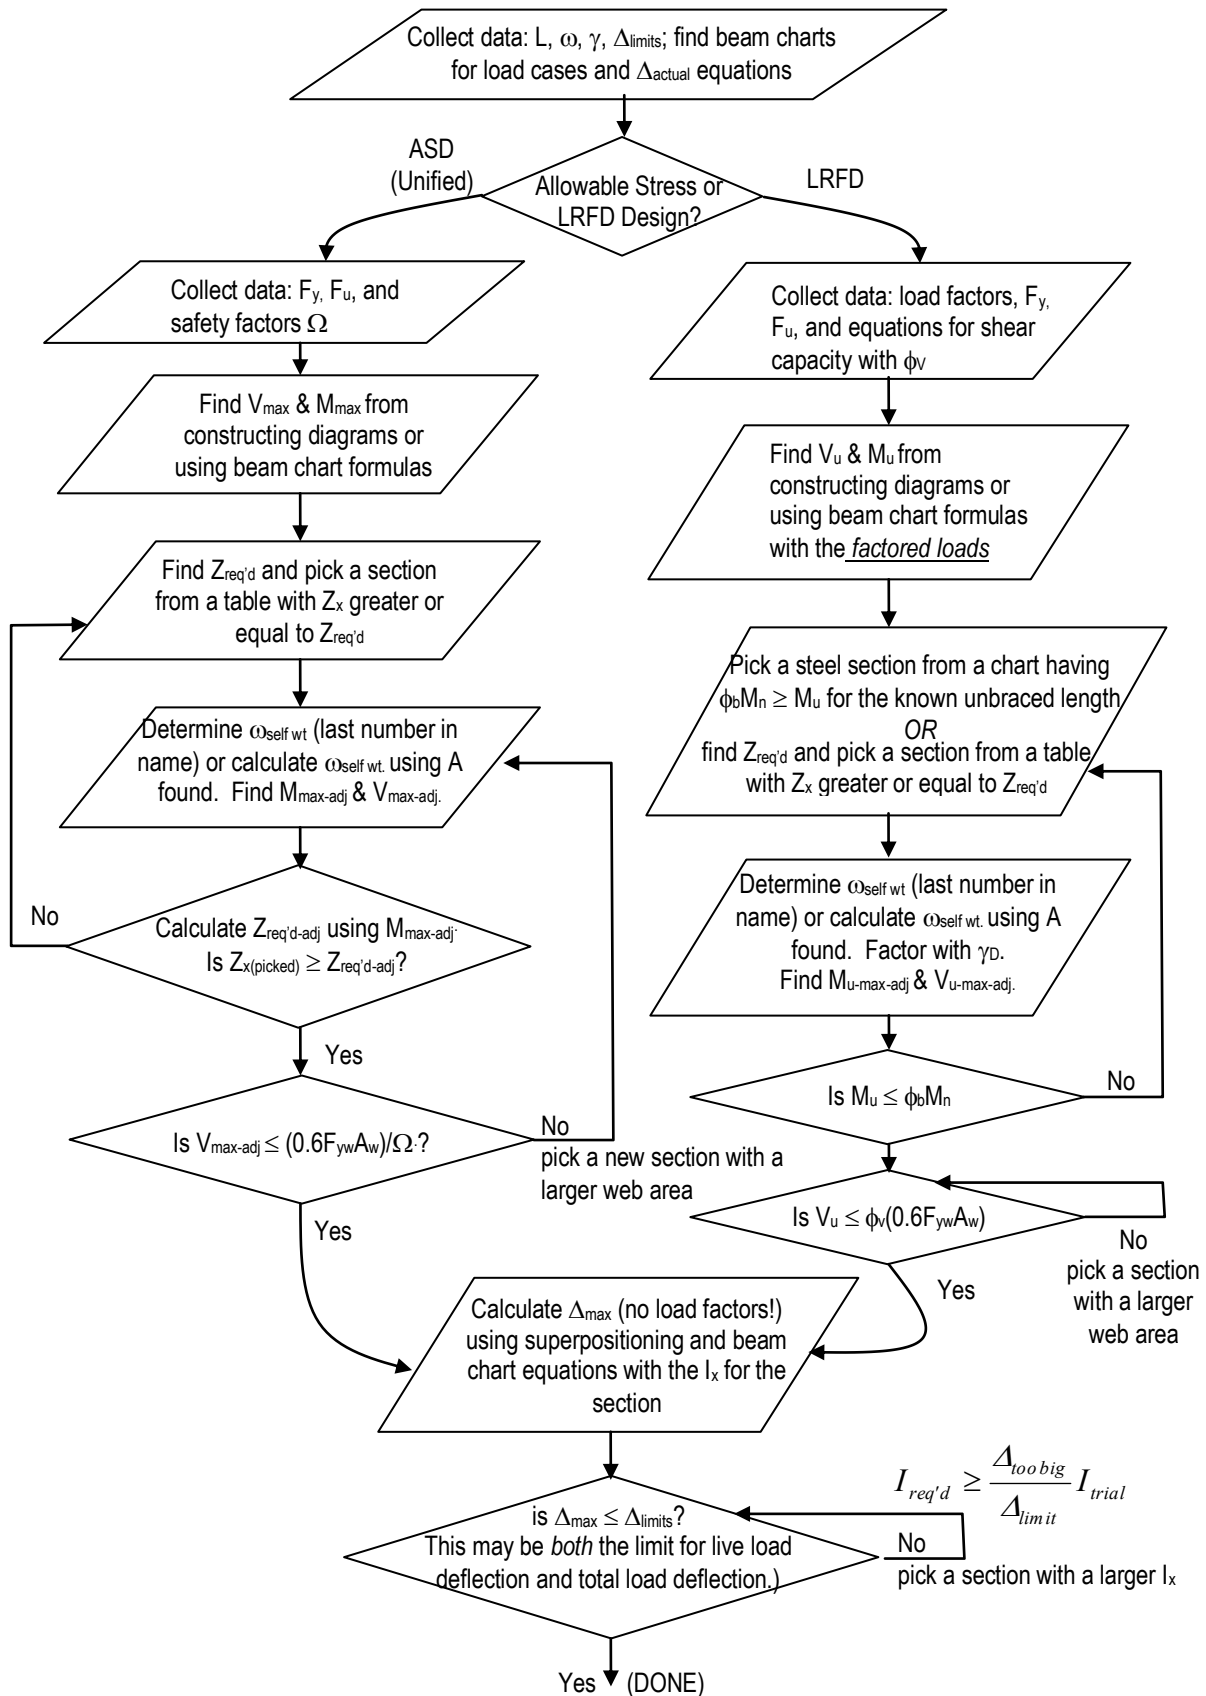 Collect data: L, ω, γ, Δlimits; find beam charts
for load cases and Δactual equations
ASD
(Unified)
Allowable Stress or
LRFD Design?
LRFD
Collect data: Fy, Fu, and
safety factors Ω
Collect data: load factors, Fy,
Fu, and equations for shear
capacity with ϕV
Find Vmax & Mmax from
constructing diagrams or
using beam chart formulas
Find Vu & Mu from
constructing diagrams or
using beam chart formulas
with the factored loads
Find Zreq'd and pick a section
from a table with Zx greater or
equal to Zreq'd
Pick a steel section from a chart having
ϕbMn ≥ Mu for the known unbraced length
OR
find Zreq'd and pick a section from a table
with Zx greater or equal to Zreq'd
Determine ωself wt (last number in
name) or calculate ωself wt. using A
found. Find Mmax-adj & Vmax-adj.
Determine ωself wt (last number in
name) or calculate ωself wt. using A
found. Factor with γD.
Find Mu-max-adj & Vu-max-adj.
No
Calculate Zreq'd-adj using Mmax-adj.
Is Zx(picked) ≥ Zreq'd-adj?
Yes
Is Mu ≤ ϕbMn
No
Is Vmax-adj ≤ (0.6FywAw)/Ω.?
No
pick a new section with a
larger web area
Yes
Is Vu ≤ ϕv(0.6FywAw)
No
pick a section
with a larger
web area
Yes
Calculate Δmax (no load factors!)
using superpositioning and beam
chart equations with the Ix for the
section
Ireq'd ≥ Δtoo big / Δlimit Itrial
is Δmax ≤ Δlimits?
This may be both the limit for live load
deflection and total load deflection.)
No
pick a section with a larger Ix
Yes (DONE)